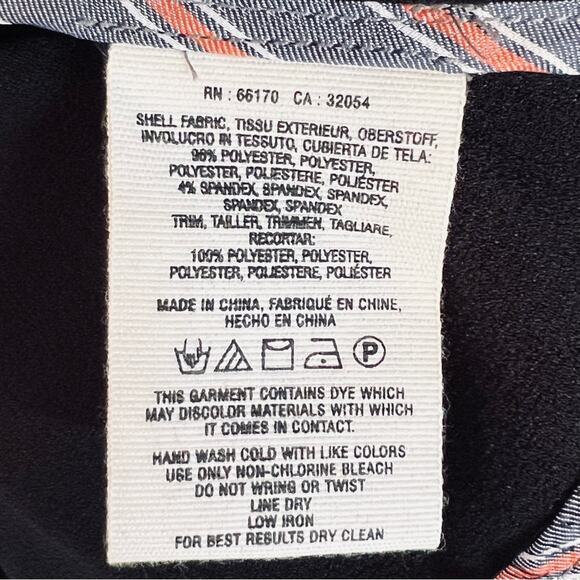 RN : 66170 CA : 32054
SHELL FABRIC, TISSU EXTERIEUR, OBERSTOFF,
INVOLUCRO IN TESSUTO, CUBIERTA DE TELA:
96% POLYESTER, POLYESTER,
POLYESTER, POLIESTERE, POLIÉSTER
4% SPANDEX, SPANDEX, SPANDEX,
SPANDEX, SPANDEX
TRIM, TAILLER, TRIMMEN, TAGLIARE,
RECORTAR:
100% POLYESTER, POLYESTER,
POLYESTER, POLIESTERE, POLIÉSTER
MADE IN CHINA, FABRIQUÉ EN CHINE,
HECHO EN CHINA
P
THIS GARMENT CONTAINS DYE WHICH
MAY DISCOLOR MATERIALS WITH WHICH
IT COMES IN CONTACT.
HAND WASH COLD WITH LIKE COLORS
USE ONLY NON-CHLORINE BLEACH
DO NOT WRING OR TWIST
LINE DRY
LOW IRON
FOR BEST RESULTS DRY CLEAN